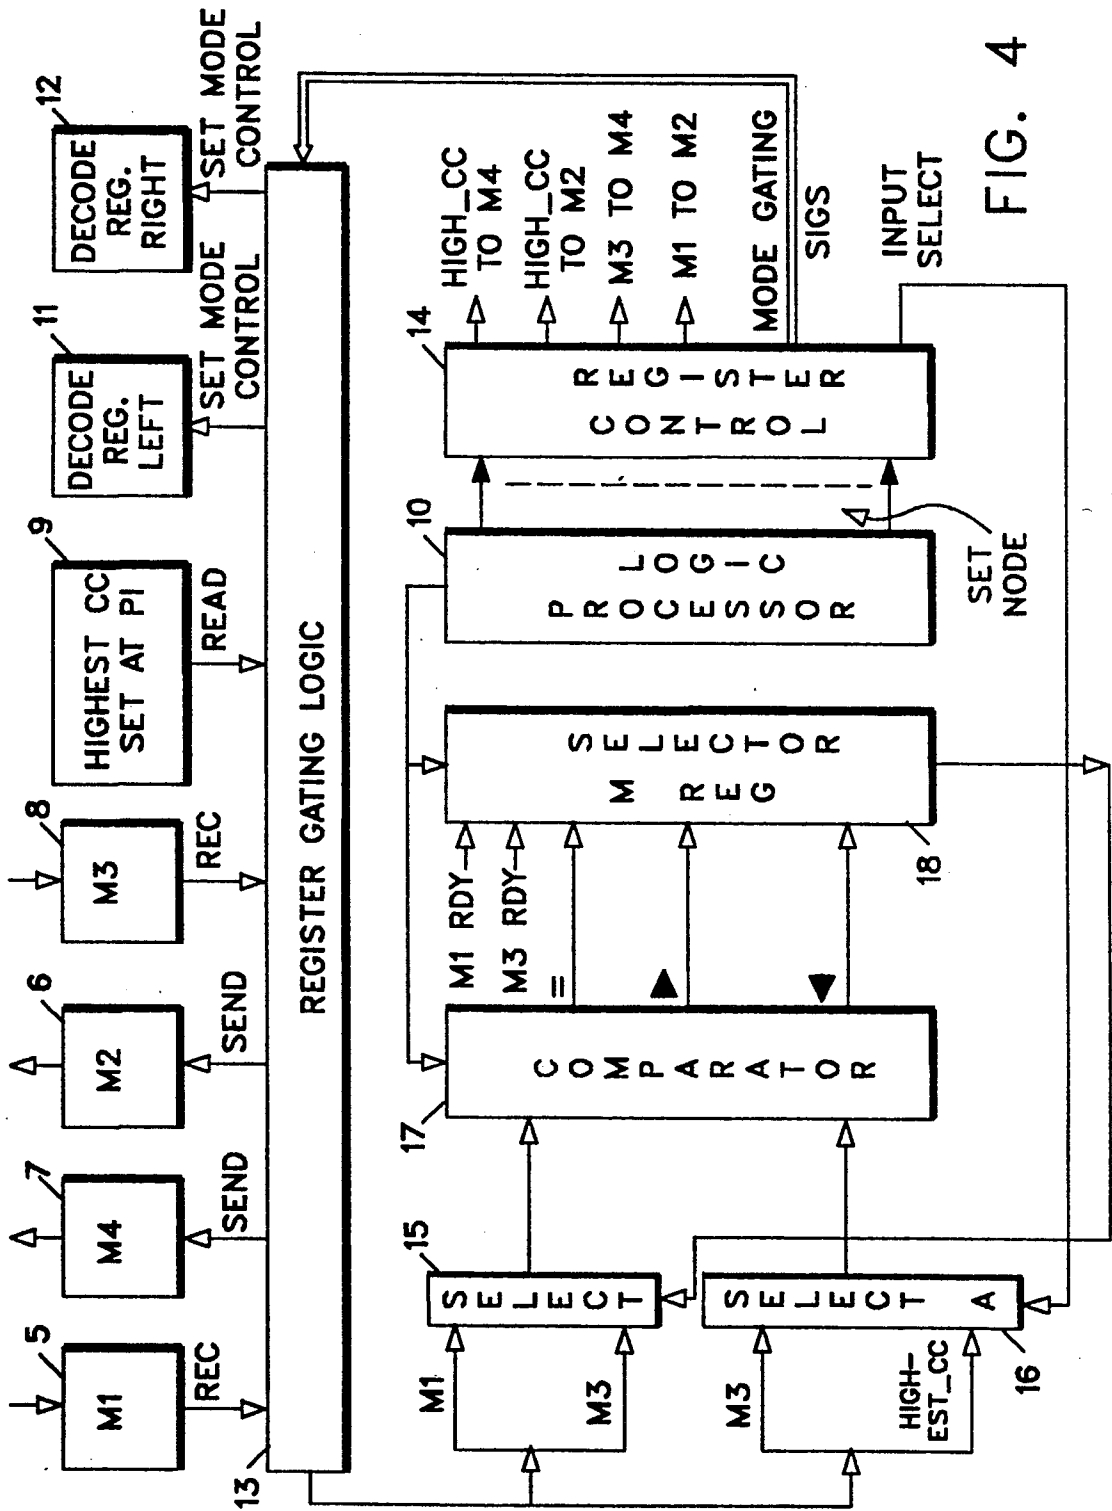 5
M1
REC
7
M4
SEND
6
M2
SEND
8
M3
REC
9
HIGHEST CC
SET AT PI
READ
11
DECODE
REG.
LEFT
SET MODE
CONTROL
12
DECODE
REG.
RIGHT
SET MODE
CONTROL
13
REGISTER GATING LOGIC
M1
M3
15
SELECT
M3
HIGH-
EST_CC
SELECT A
16
17
COMPARATOR
M1 RDY
M3 RDY
=
▲
▼
SELECTOR
M REG
18
10
LOGIC
PROCESSOR
SET
NODE
14
REGISTER
CONTROL
HIGH_CC
TO M4
HIGH_CC
TO M2
M3 TO M4
M1 TO M2
MODE GATING
SIGS
INPUT
SELECT
FIG. 4